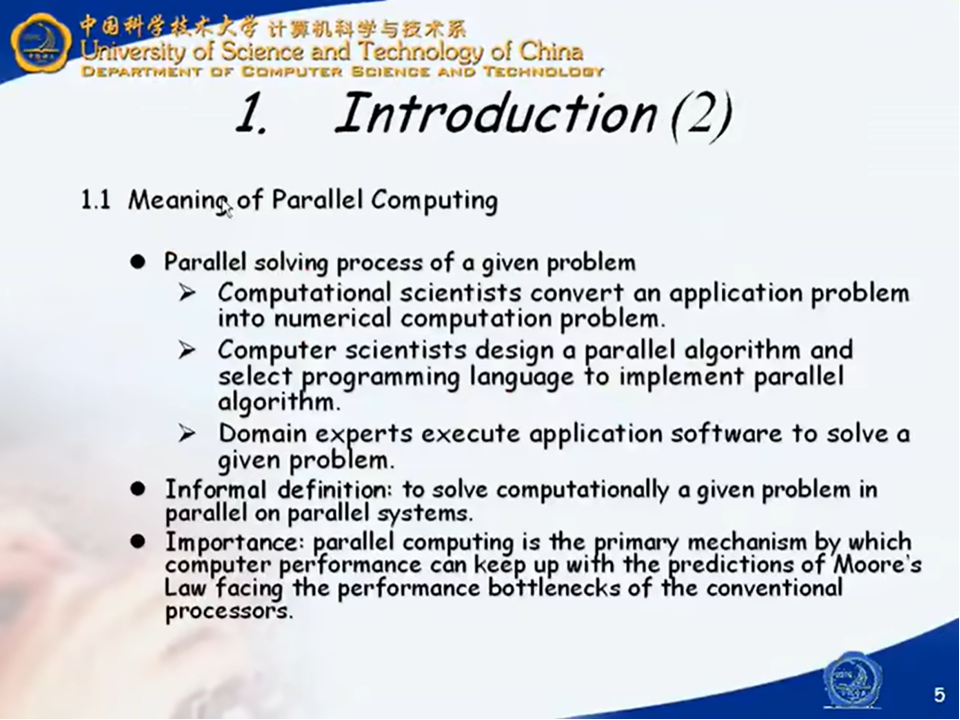 中国科学技术大学 计算机科学与技术系
University of Science and Technology of China
DEPARTMENT OF COMPUTER SCIENCE AND TECHNOLOGY
1. Introduction (2)
1.1 Meaning of Parallel Computing
● Parallel solving process of a given problem
➢ Computational scientists convert an application problem
into numerical computation problem.
➢ Computer scientists design a parallel algorithm and
select programming language to implement parallel
algorithm.
➢ Domain experts execute application software to solve a
given problem.
● Informal definition: to solve computationally a given problem in
parallel on parallel systems.
● Importance: parallel computing is the primary mechanism by which
computer performance can keep up with the predictions of Moore's
Law facing the performance bottlenecks of the conventional
processors.
5